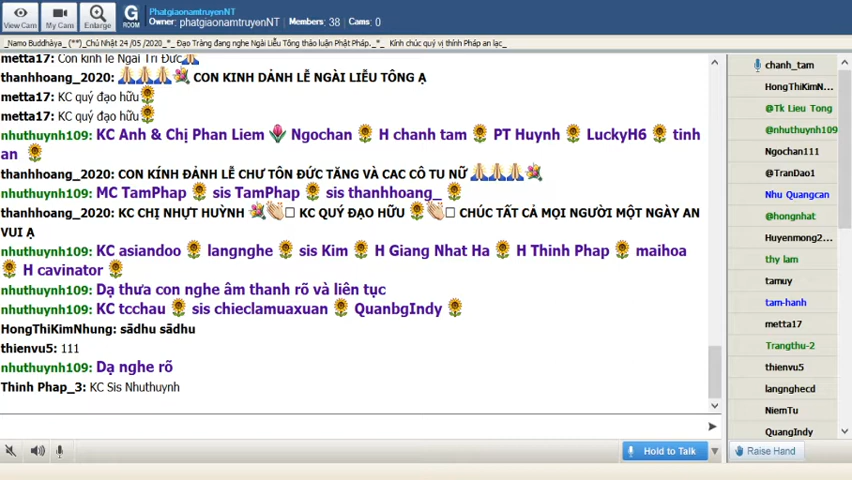 View Cam
My Cam
Enlarge
G
ROOM
PhatgiaonamtruyenNT
Owner: phatgiaonamtruyenNT Members: 38 Cams: 0
_Namo Buddhàya_ (**)_Chủ Nhật 24 /05 /2020_*_ Đạo Tràng đang nghe Ngài Liễu Tông thảo luận Phật Pháp._*_ Kính chúc quý vị thính Pháp an lạc_
metta17: Con kính lễ Ngài Trí Đức🙏
thanhhoang_2020: 🙏🙏🙏💐 CON KINH DẢNH LỄ NGÀI LIỄU TÔNG Ạ
metta17: KC quý đạo hữu🌻
metta17: KC quý đạo hữu🌻
nhuthuynh109: KC Anh & Chị Phan Liem 🌷 Ngochan 🌻 H chanh tam 🌻 PT Huynh 🌻 LuckyH6 🌻 tinh
an 🌻
thanhhoang_2020: CON KÍNH ĐẢNH LỄ CHƯ TÔN ĐỨC TĂNG VÀ CAC CÔ TU NỮ 🙏🙏🙏💐
nhuthuynh109: MC TamPhap 🌻 sis TamPhap 🌻 sis thanhhoang_ 🌻
thanhhoang_2020: KC CHỊ NHỰT HUỲNH 💐👏□ KC QUÝ ĐẠO HỮU 🌻👏□ CHÚC TẤT CẢ MỌI NGƯỜI MỘT NGÀY AN
VUI Ạ
nhuthuynh109: KC asiandoo 🌻 langnghe 🌻 sis Kim 🌻 H Giang Nhat Ha 🌻 H Thinh Phap 🌻 maihoa
🌻 H cavinator 🌻
nhuthuynh109: Dạ thưa con nghe âm thanh rõ và liên tục
nhuthuynh109: KC tcchau 🌻 sis chieclamuaxuan 🌻 QuanbgIndy 🌻
HongThiKimNhung: sādhu sādhu
thienvu5: 111
nhuthuynh109: Dạ nghe rõ
Thinh Phap_3: KC Sis Nhuthuynh
chanh_tam
HongThiKimN...
@Tk Lieu Tong
@nhuthuynh109
Ngochan111
@TranDao1
Nhu Quangcan
@hongnhat
Huyenmong2...
thy lam
tamuy
tam-hanh
metta17
Trangthu-2
thienvu5
langnghecd
NiemTu
QuangIndy
Hold to Talk
Raise Hand